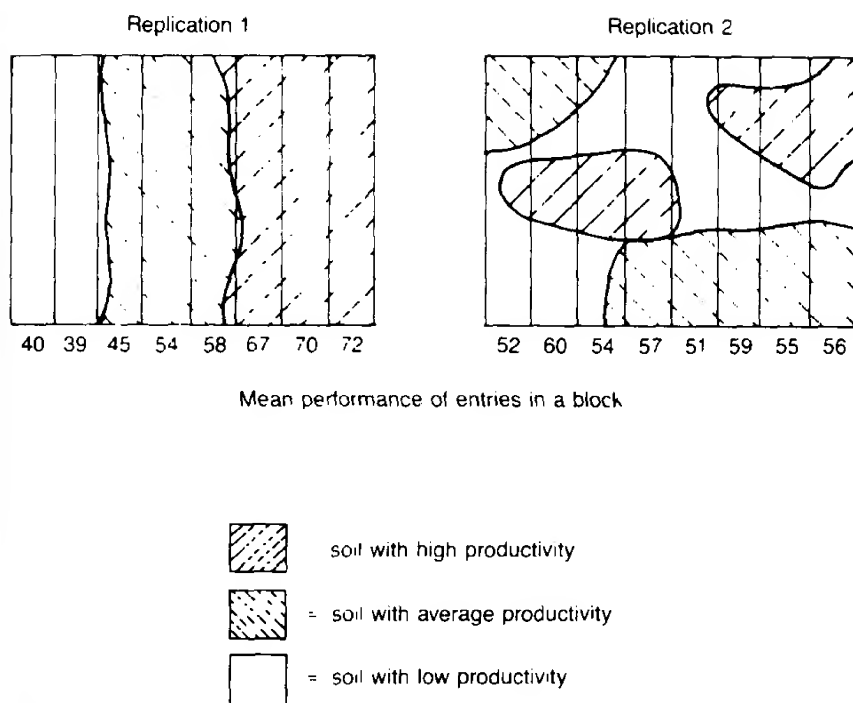 Replication 1
Replication 2
40 39 45 54 58 67 70 72
52 60 54 57 51 59 55 56
Mean performance of entries in a block
soil with high productivity
= soil with average productivity
= soil with low productivity